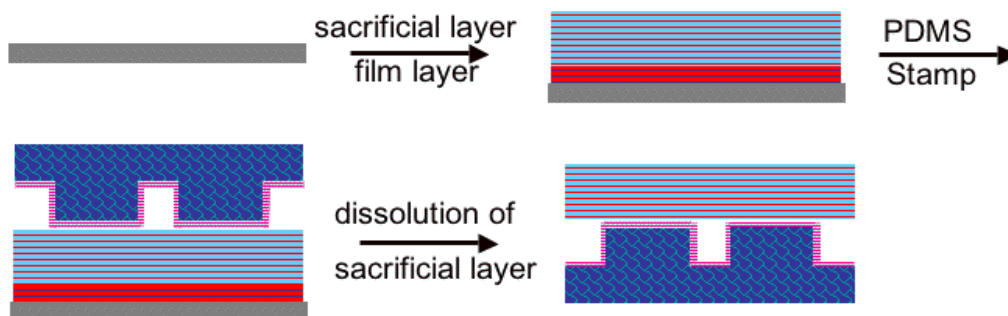 sacrificial layer
film layer
PDMS
Stamp
dissolution of
sacrificial layer